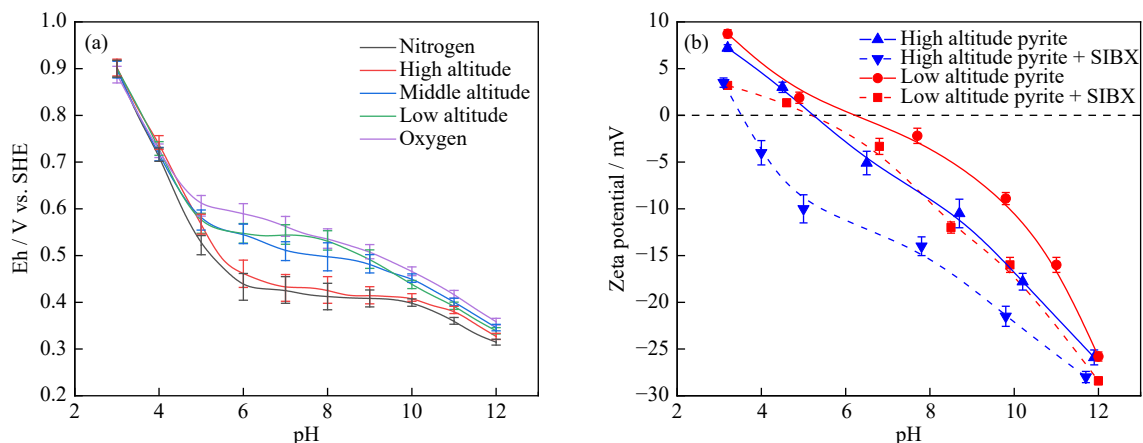 (a)
Nitrogen
High altitude
Middle altitude
Low altitude
Oxygen
Eh / V vs. SHE
1.0
0.9
0.8
0.7
0.6
0.5
0.4
0.3
0.2
2 4 6 8 10 12
pH
(b)
High altitude pyrite
High altitude pyrite + SIBX
Low altitude pyrite
Low altitude pyrite + SIBX
Zeta potential / mV
10
5
0
−5
−10
−15
−20
−25
−30
2 4 6 8 10 12
pH